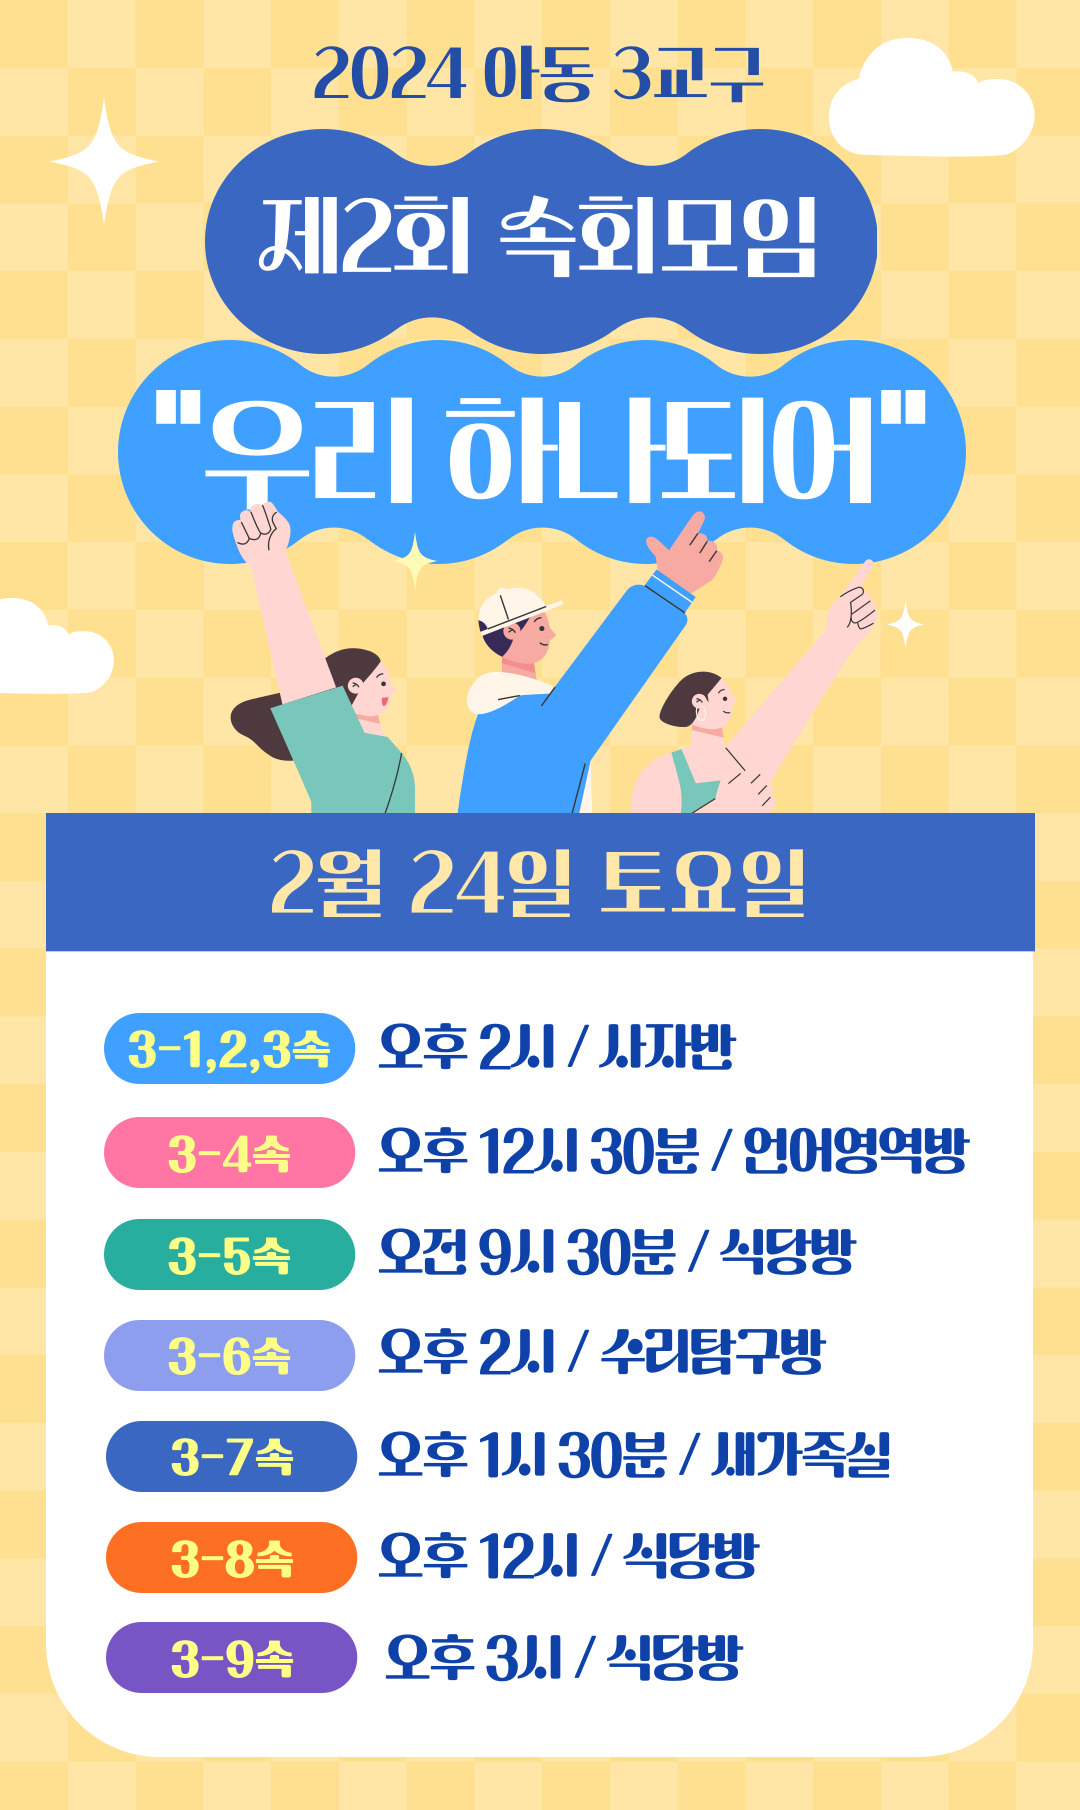 2024 아동 3교구
제2회 속회모임
"우리 하나되어"
2월 24일 토요일
3-1,2,3속 오후 2시 / 사자반
3-4속 오후 12시 30분 / 언어영역방
3-5속 오전 9시 30분 / 식당방
3-6속 오후 2시 / 수리탐구방
3-7속 오후 1시 30분 / 새가족실
3-8속 오후 12시 / 식당방
3-9속 오후 3시 / 식당방